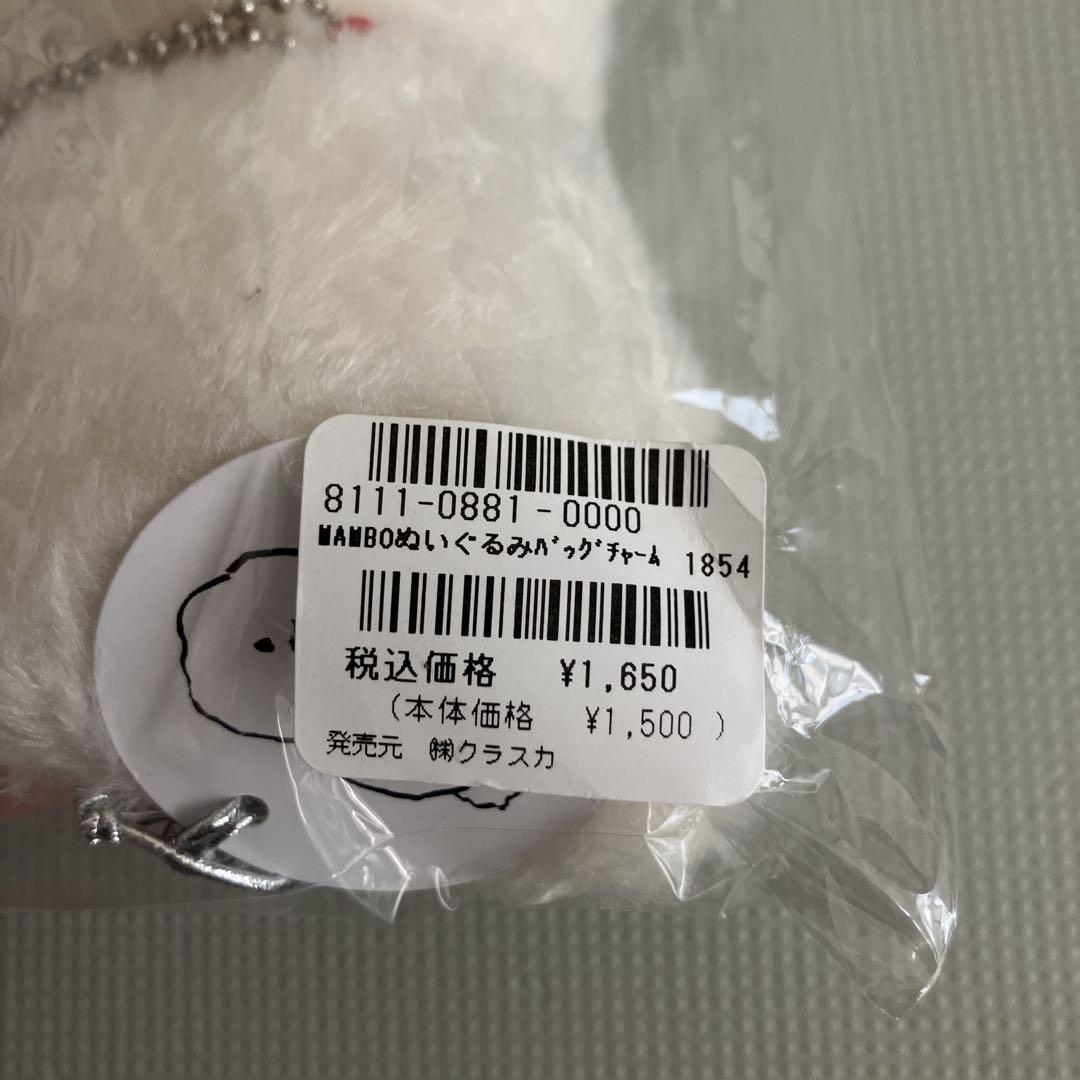 8111-0881-0000
MAMBOぬいぐるみﾊﾞｯｸﾞﾁｬｰﾑ 1854
税込価格 ¥1,650
(本体価格 ¥1,500 )
発売元 ㈱クラスカ